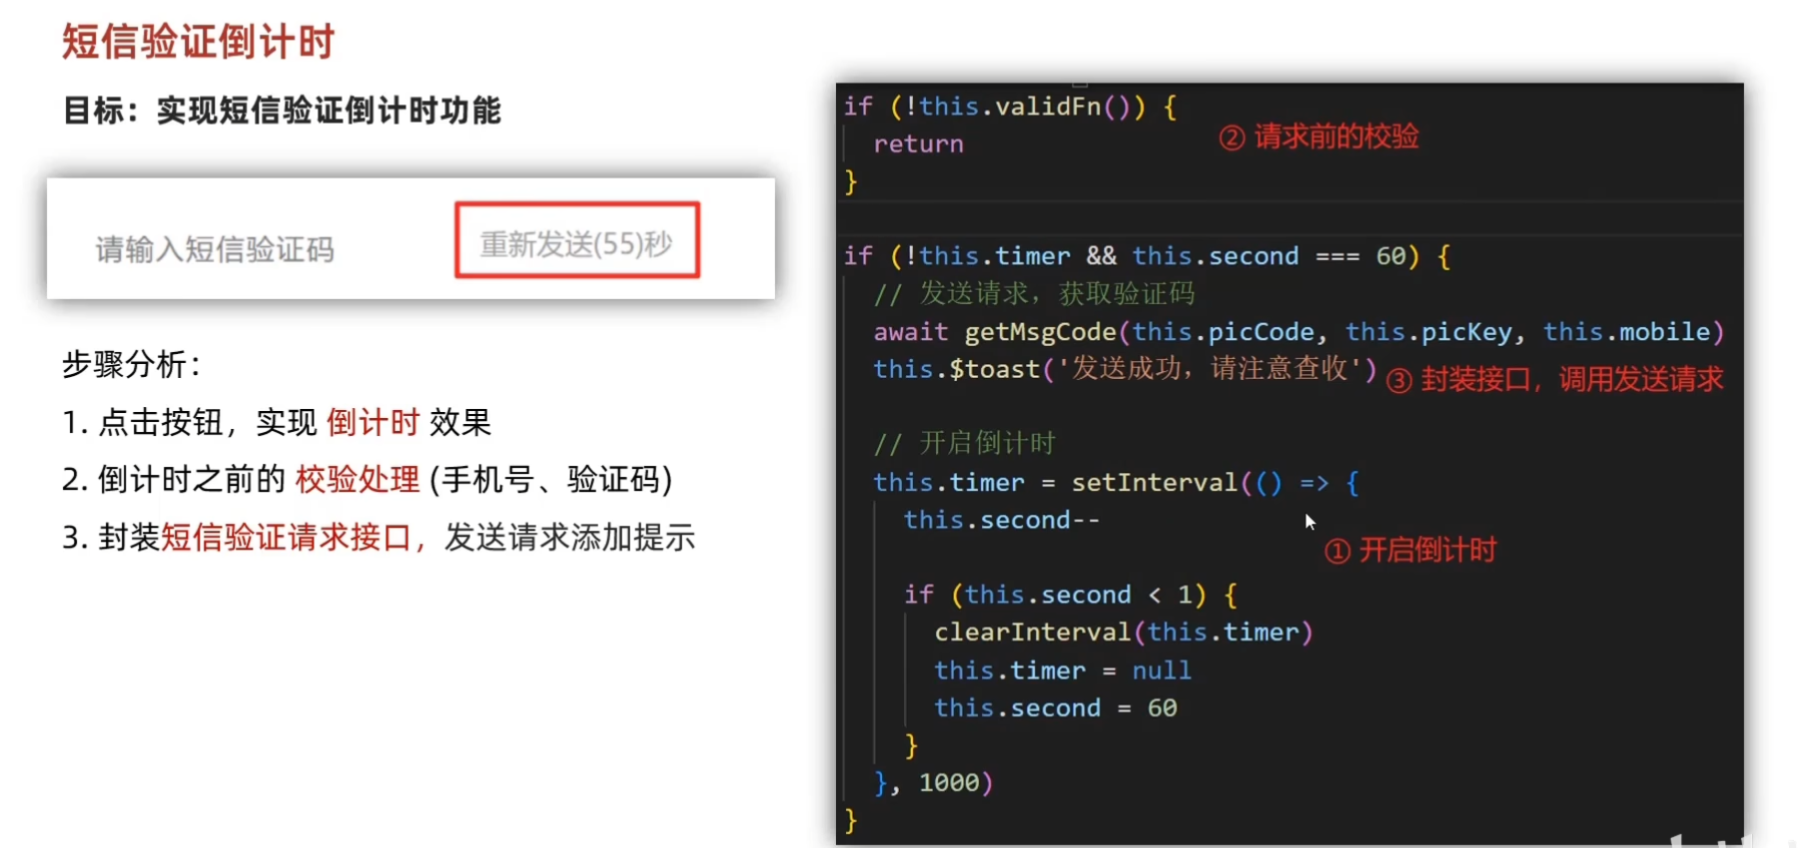 短信验证倒计时
目标：实现短信验证倒计时功能
请输入短信验证码
重新发送(55)秒
步骤分析：
1. 点击按钮，实现 倒计时 效果
2. 倒计时之前的 校验处理 (手机号、验证码)
3. 封装短信验证请求接口，发送请求添加提示
if (!this.validFn()) {
② 请求前的校验
return
}
if (!this.timer && this.second === 60) {
// 发送请求，获取验证码
await getMsgCode(this.picCode, this.picKey, this.mobile)
this.$toast('发送成功，请注意查收')
③ 封装接口，调用发送请求
// 开启倒计时
this.timer = setInterval(() => {
this.second--
① 开启倒计时
if (this.second < 1) {
clearInterval(this.timer)
this.timer = null
this.second = 60
}
}, 1000)
}